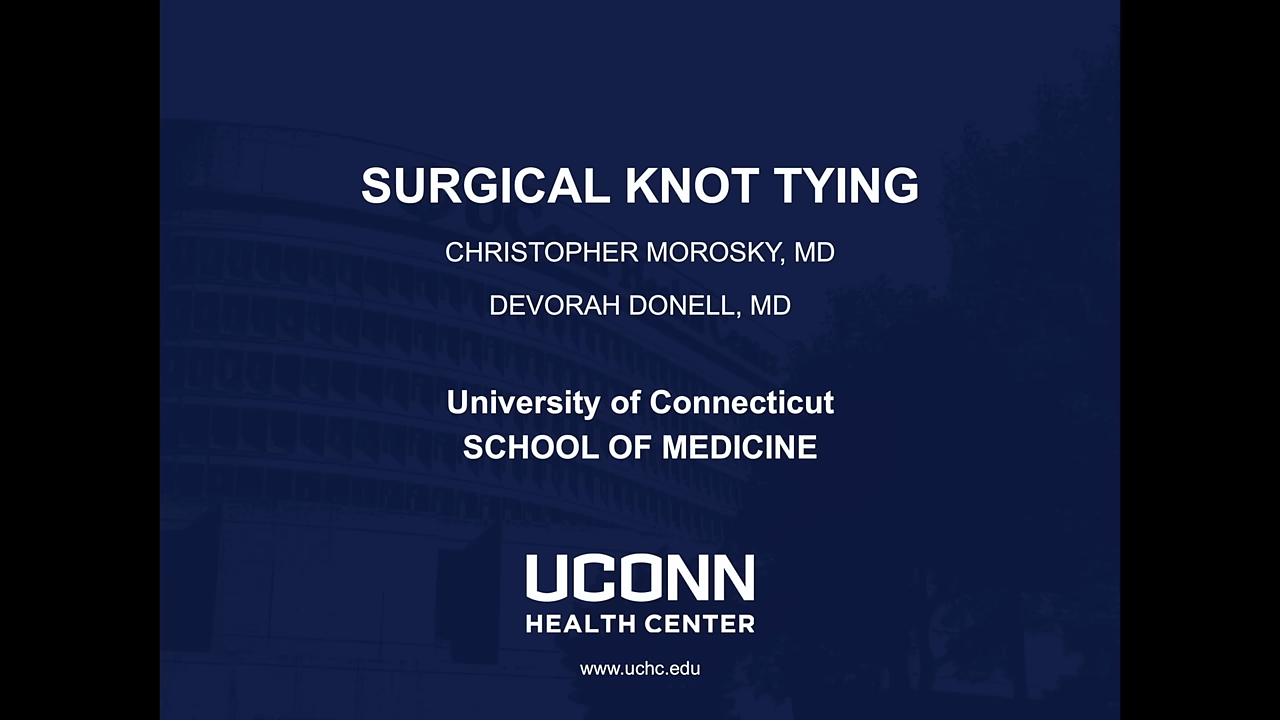 SURGICAL KNOT TYING
CHRISTOPHER MOROSKY, MD
DEVORAH DONELL, MD
University of Connecticut
SCHOOL OF MEDICINE
UCONN
HEALTH CENTER
www.uchc.edu